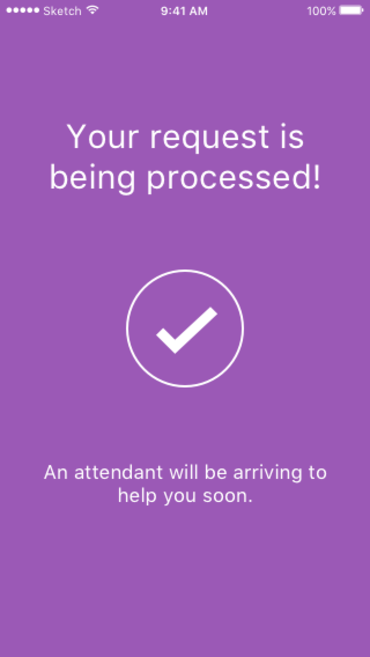 Sketch 9:41 AM 100%
Your request is
being processed!
An attendant will be arriving to
help you soon.